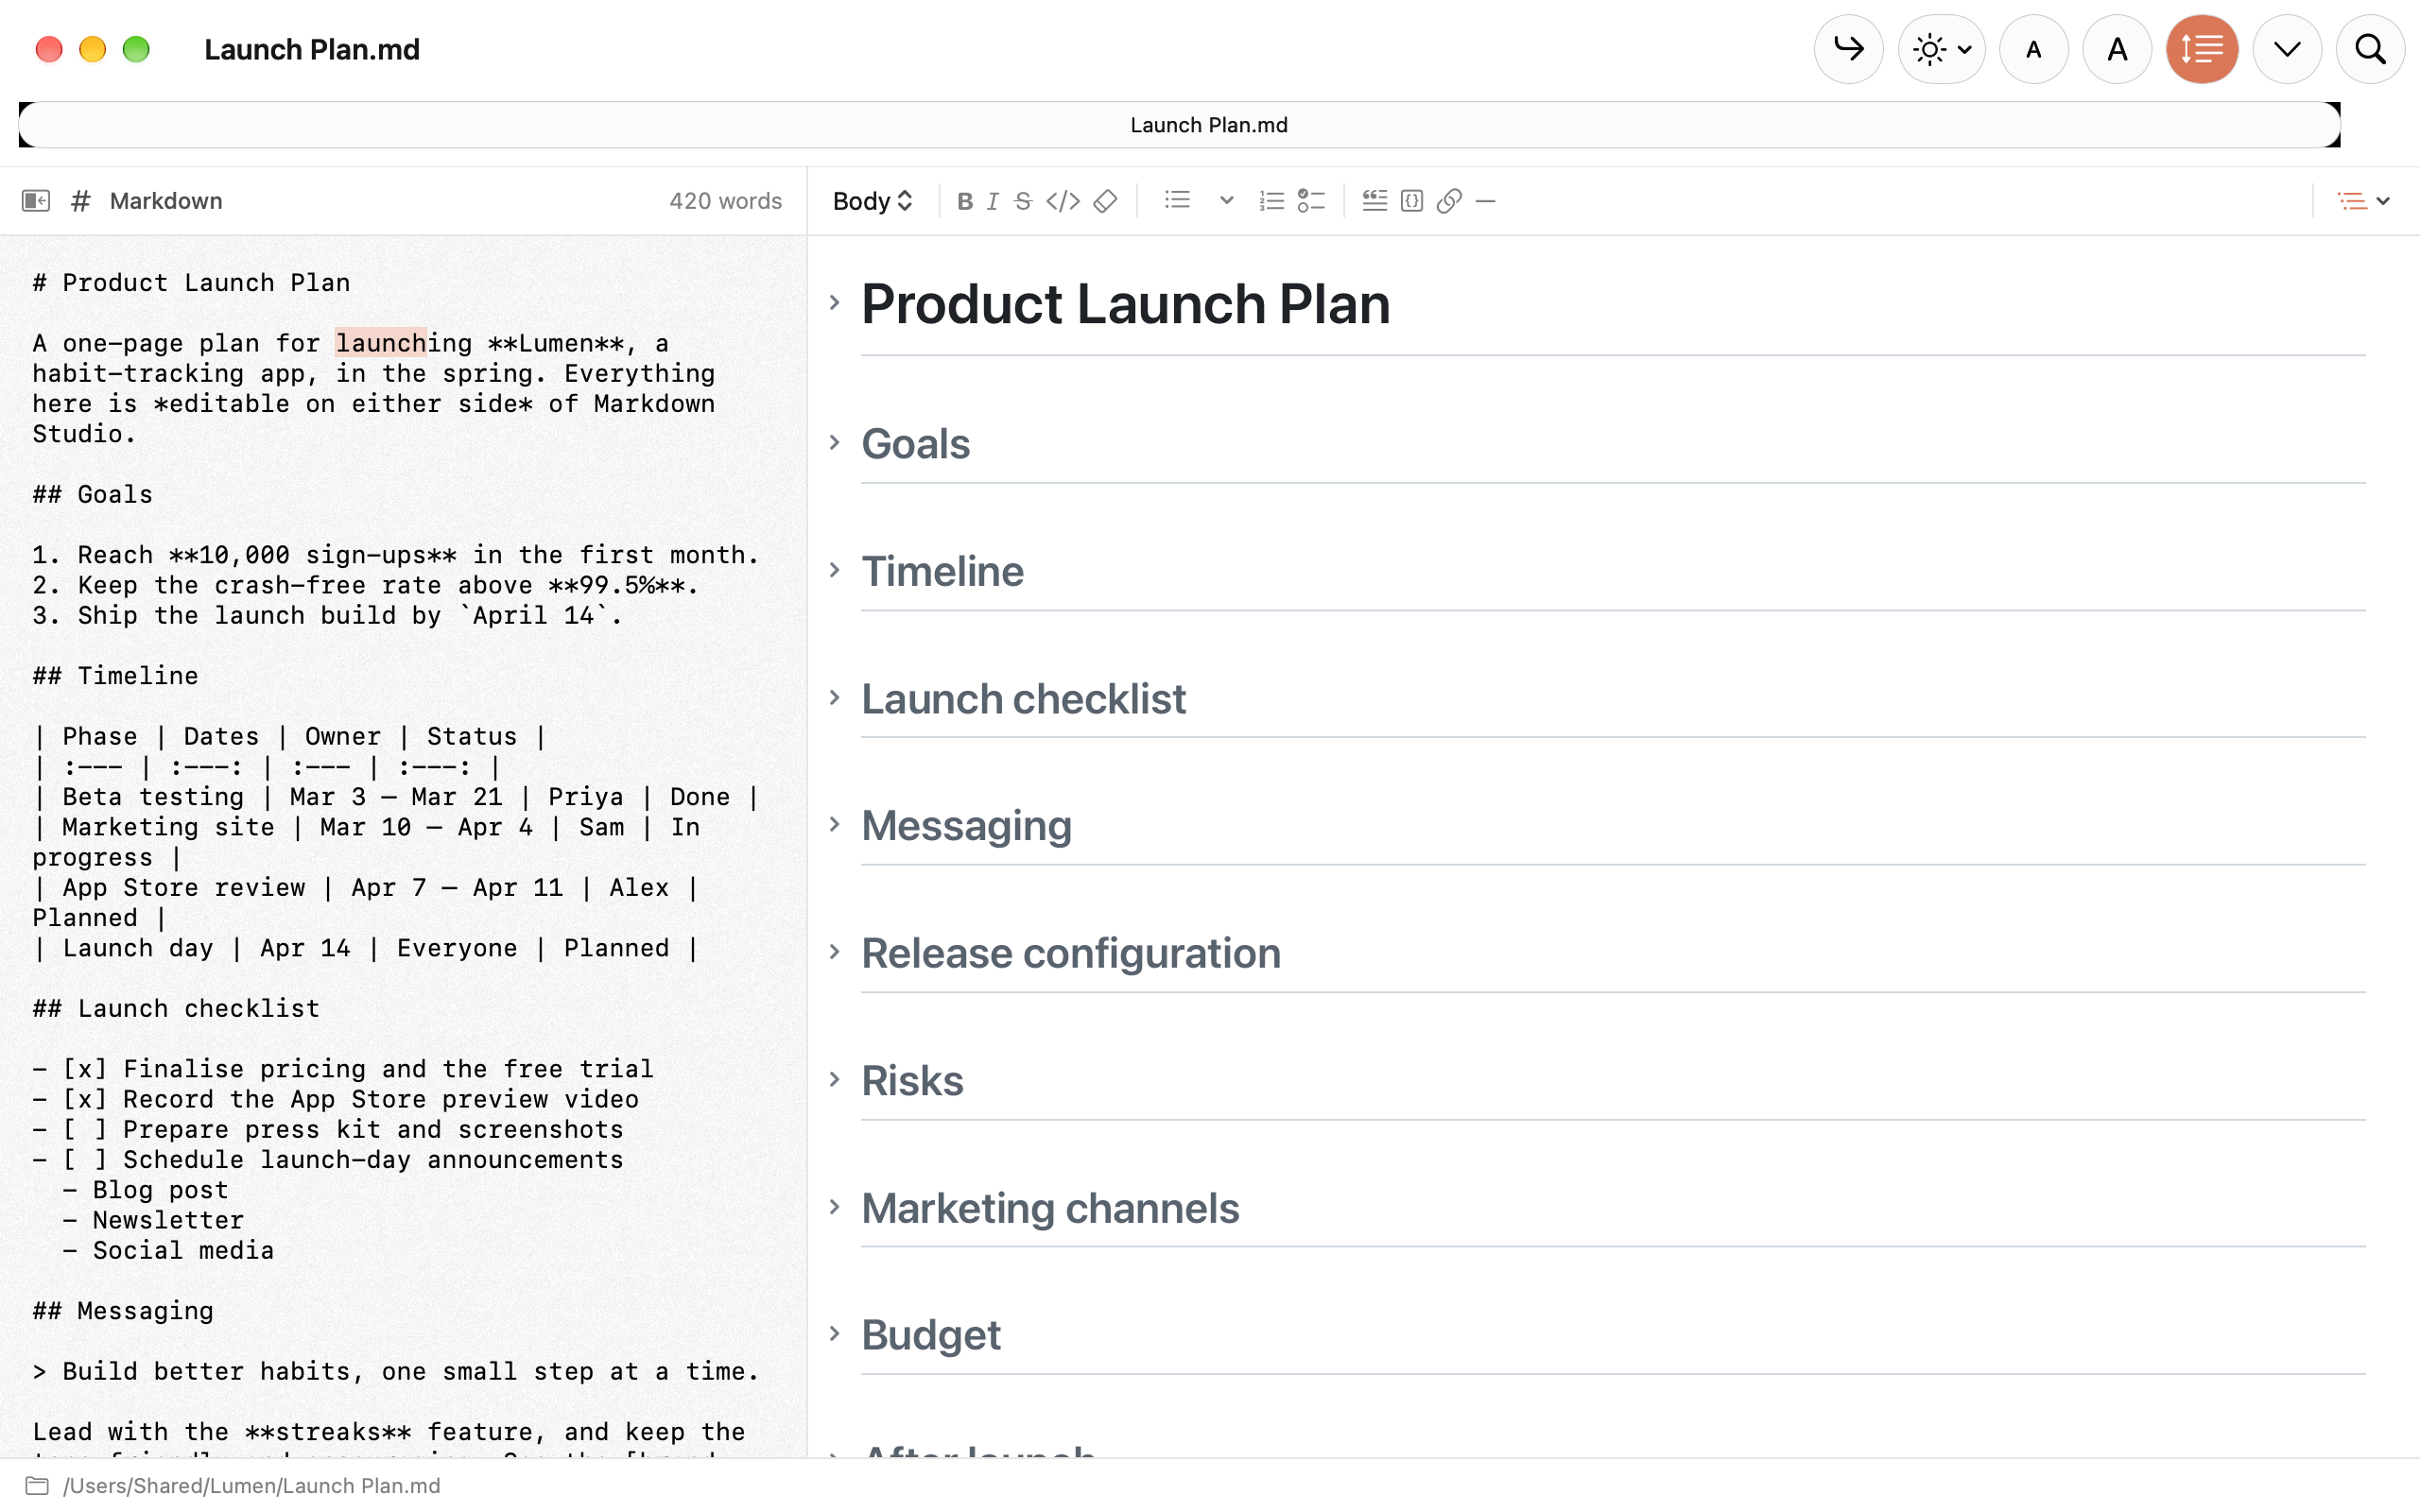 Launch Plan.md
A
A
Launch Plan.md
# Markdown
420 words
Body
B I S </>
# Product Launch Plan
A one-page plan for launching **Lumen**, a
habit-tracking app, in the spring. Everything
here is *editable on either side* of Markdown
Studio.
## Goals
1. Reach **10,000 sign-ups** in the first month.
2. Keep the crash-free rate above **99.5%**.
3. Ship the launch build by `April 14`.
## Timeline
| Phase | Dates | Owner | Status |
| :--- | :---: | :--- | :---: |
| Beta testing | Mar 3 – Mar 21 | Priya | Done |
| Marketing site | Mar 10 – Apr 4 | Sam | In
progress |
| App Store review | Apr 7 – Apr 11 | Alex |
Planned |
| Launch day | Apr 14 | Everyone | Planned |
## Launch checklist
- [x] Finalise pricing and the free trial
- [x] Record the App Store preview video
- [ ] Prepare press kit and screenshots
- [ ] Schedule launch-day announcements
- Blog post
- Newsletter
- Social media
## Messaging
> Build better habits, one small step at a time.
Lead with the **streaks** feature, and keep the
Product Launch Plan
Goals
Timeline
Launch checklist
Messaging
Release configuration
Risks
Marketing channels
Budget
After launch
/Users/Shared/Lumen/Launch Plan.md